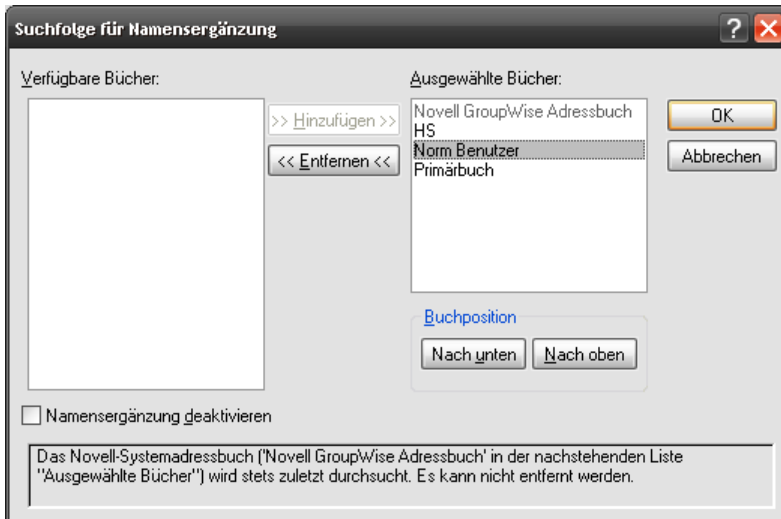 Suchfolge für Namensergänzung
Verfügbare Bücher:
Ausgewählte Bücher:
>> Hinzufügen >>
<< Entfernen <<
Novell GroupWise Adressbuch
HS
Norm Benutzer
Primärbuch
OK
Abbrechen
Buchposition
Nach unten
Nach oben
Namensergänzung deaktivieren
Das Novell-Systemadressbuch ('Novell GroupWise Adressbuch' in der nachstehenden Liste
"Ausgewählte Bücher") wird stets zuletzt durchsucht. Es kann nicht entfernt werden.